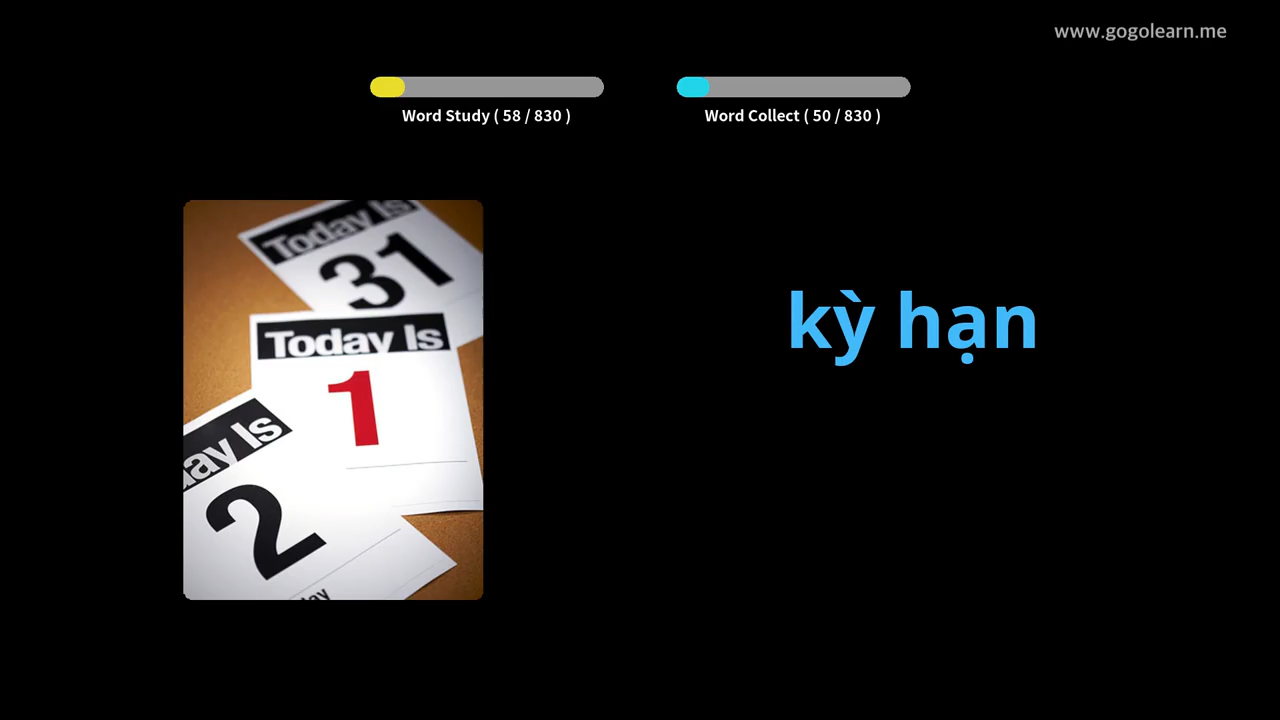 www.gogolearn.me
Word Study ( 58 / 830 )
Word Collect ( 50 / 830 )
Today Is
31
Today Is
1
day Is
2
kỳ hạn